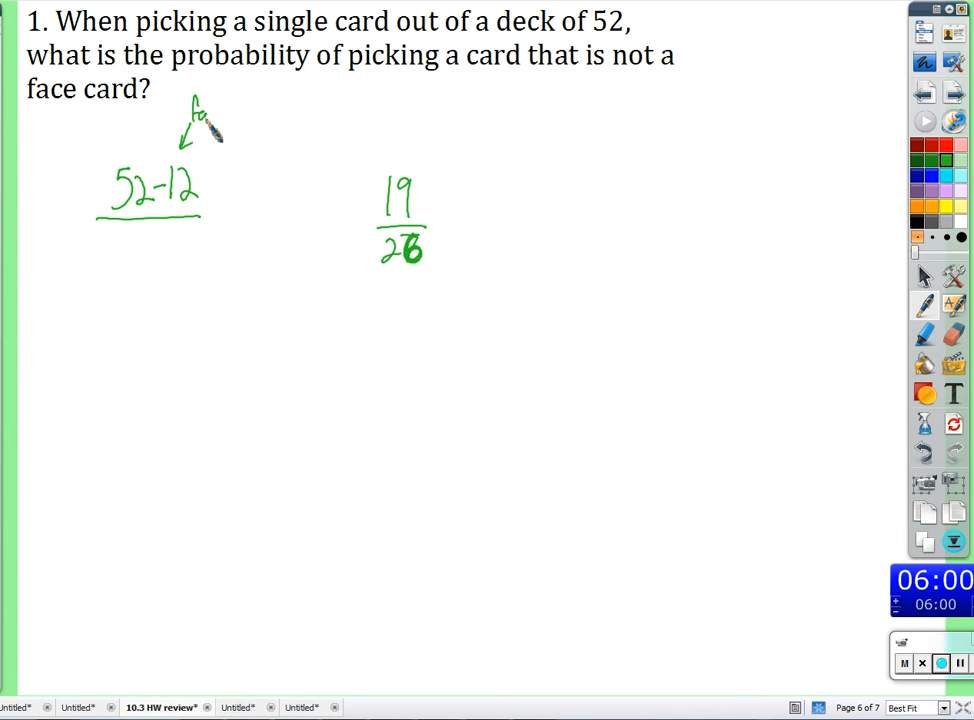 1. When picking a single card out of a deck of 52,
what is the probability of picking a card that is not a
face card?
fa
52-12
19
26
06:00
06:00
M
Untitled*
Untitled*
10.3 HW review*
Untitled*
Untitled*
Page 6 of 7
Best Fit